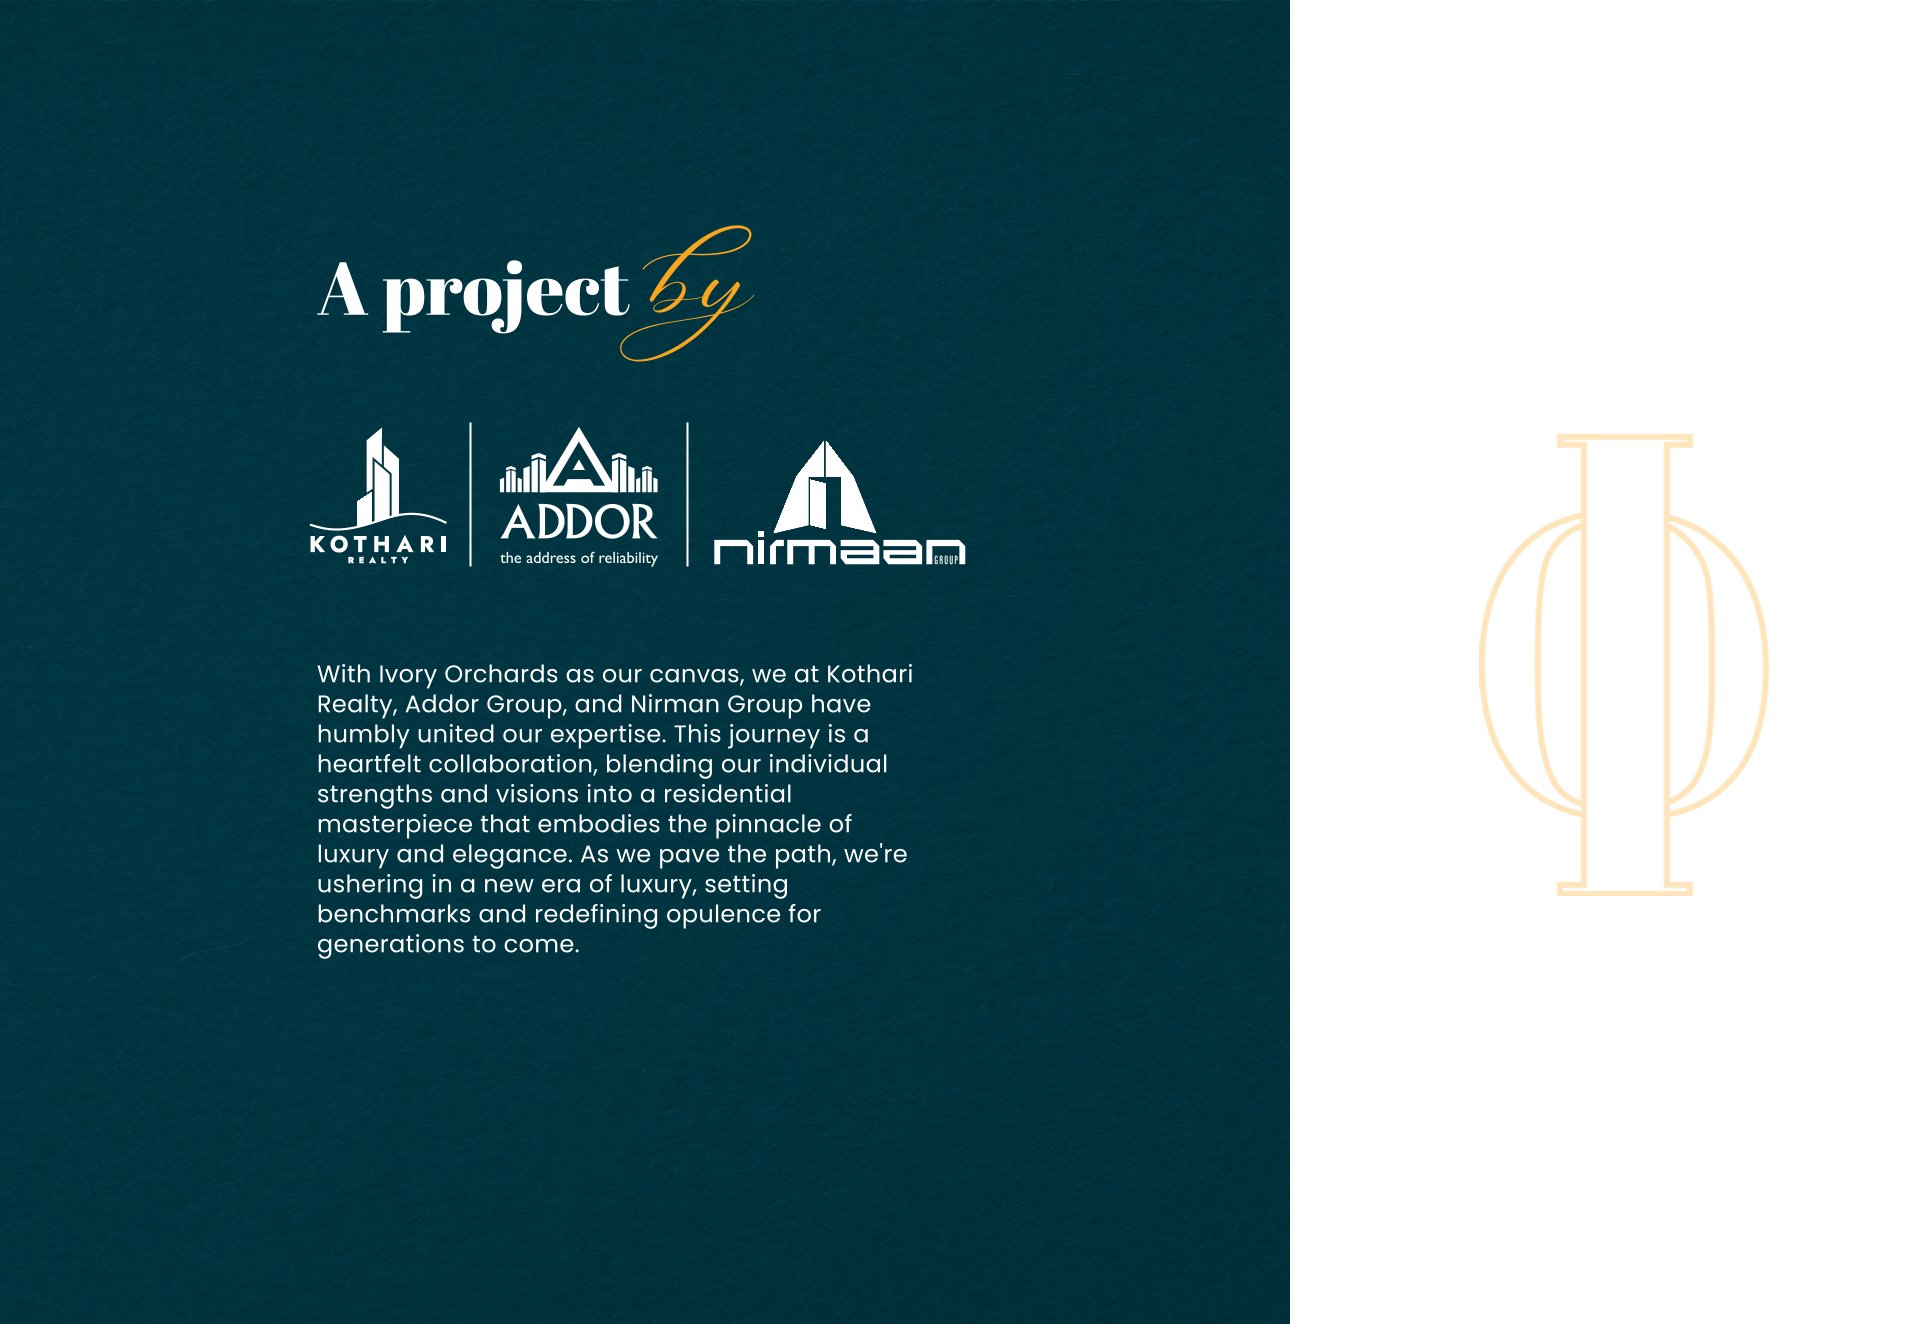 A project by
KOTHARI
REALTY
ADDOR
the address of reliability
nirmaan
GROUP
With Ivory Orchards as our canvas, we at Kothari
Realty, Addor Group, and Nirman Group have
humbly united our expertise. This journey is a
heartfelt collaboration, blending our individual
strengths and visions into a residential
masterpiece that embodies the pinnacle of
luxury and elegance. As we pave the path, we're
ushering in a new era of luxury, setting
benchmarks and redefining opulence for
generations to come.